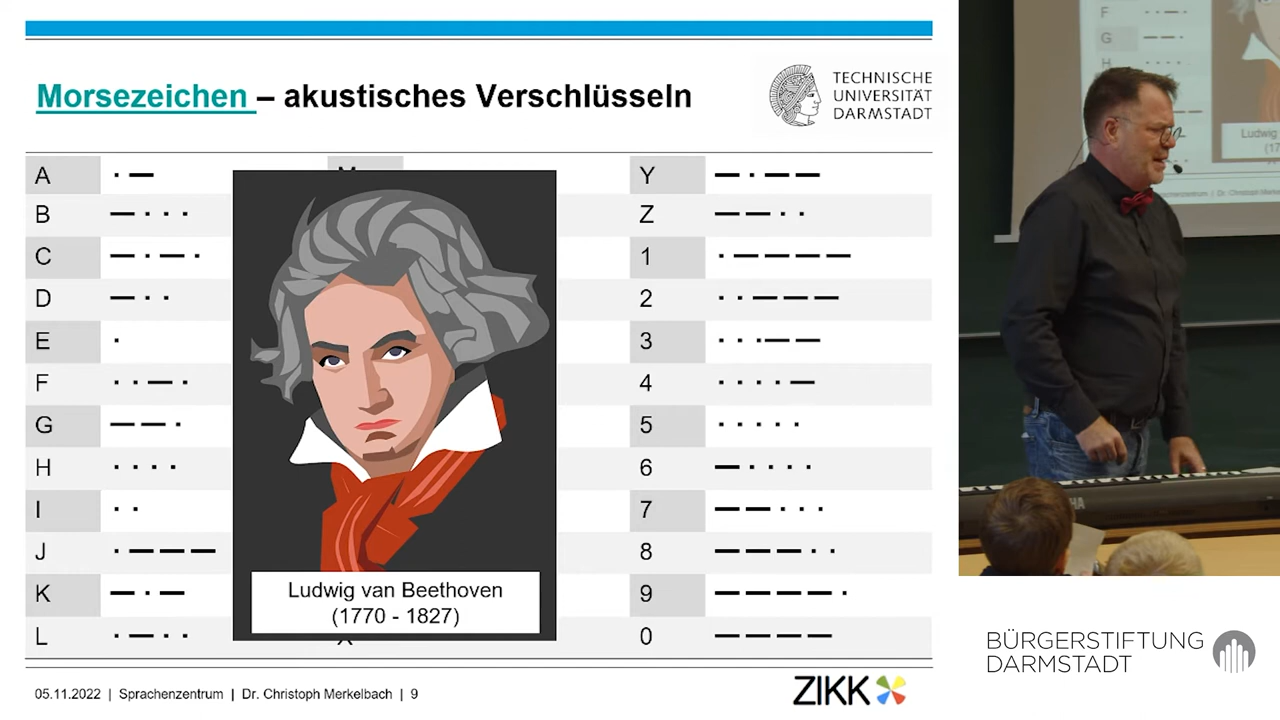 Morsezeichen – akustisches Verschlüsseln
TECHNISCHE
UNIVERSITÄT
DARMSTADT
A · — Y — · — —
B — · · · Z — — · ·
C — · — · 1 · — — — —
D — · · 2 · · — — —
E · 3 · · · — —
F · · — · 4 · · · · —
G — — · 5 · · · · ·
H · · · · 6 — · · · ·
I · · 7 — — · · ·
J · — — — 8 — — — · ·
K — · — 9 — — — — ·
L · — · · 0 — — — —
Ludwig van Beethoven
(1770 - 1827)
05.11.2022 | Sprachenzentrum | Dr. Christoph Merkelbach | 9
ZIKK
F · · — ·
G — — ·
Ludwig
BÜRGERSTIFTUNG
DARMSTADT